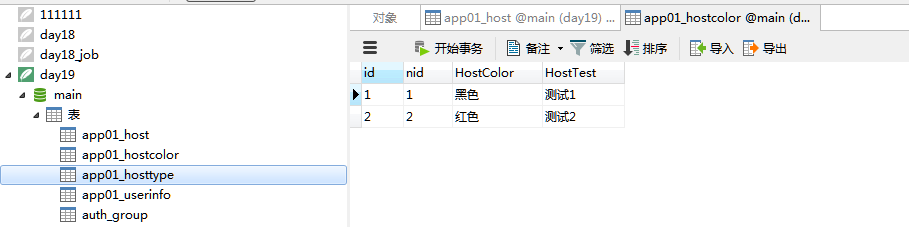 111111
day18
day18_job
day19
main
表
app01_host
app01_hostcolor
app01_hosttype
app01_userinfo
auth_group
对象 app01_host @main (day19) ... app01_hostcolor @main (d...
开始事务 备注 筛选 排序 导入 导出
id nid HostColor HostTest
1 1 黑色 测试1
2 2 红色 测试2